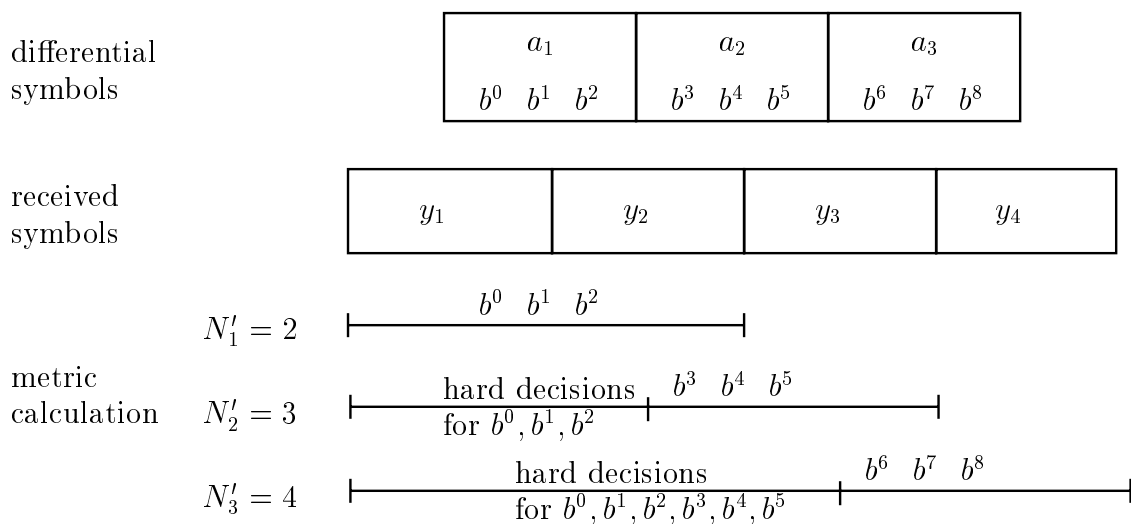 differential
symbols
a₁ a₂ a₃
b⁰ b¹ b² b³ b⁴ b⁵ b⁶ b⁷ b⁸
received
symbols
y₁ y₂ y₃ y₄
b⁰ b¹ b²
N′₁ = 2
metric
calculation
hard decisions b³ b⁴ b⁵
N′₂ = 3
for b⁰, b¹, b²
hard decisions b⁶ b⁷ b⁸
N′₃ = 4
for b⁰, b¹, b², b³, b⁴, b⁵